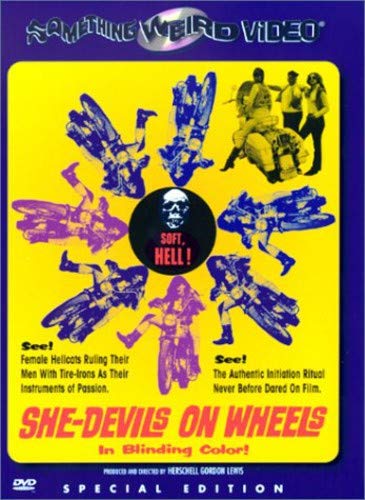 SOMETHING WEIRD VIDEO®
SOFT,
HELL!
See!
Female Hellcats Ruling Their
Men With Tire-Irons As Their
Instruments of Passion.
See!
The Authentic Initiation Ritual
Never Before Dared On Film.
SHE-DEVILS ON WHEELS
In Blinding Color!
PRODUCED AND DIRECTED BY HERSCHELL GORDON LEWIS
DVD SPECIAL EDITION